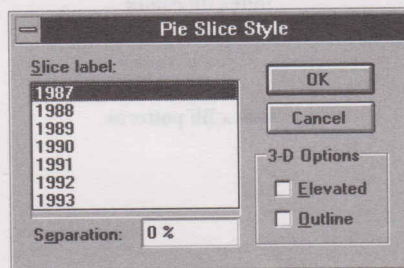 Pie Slice Style
Slice label:
1987
1988
1989
1990
1991
1992
1993
Separation: 0 %
OK
Cancel
3-D Options
Elevated
Outline